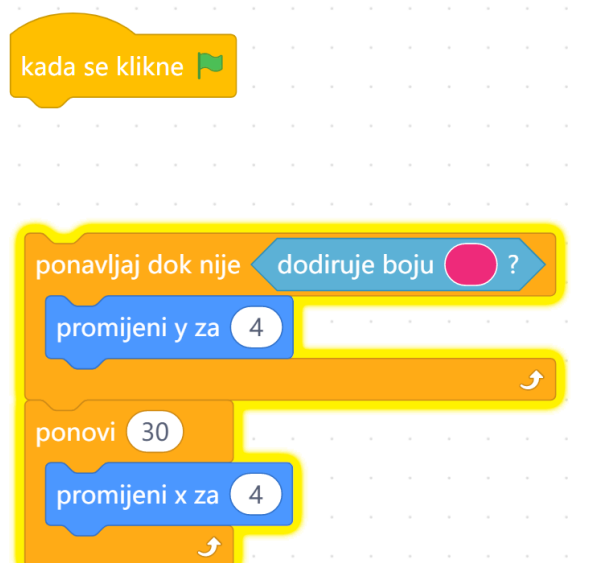 kada se klikne
ponavljaj dok nije dodiruje boju ?
promijeni y za 4
ponovi 30
promijeni x za 4